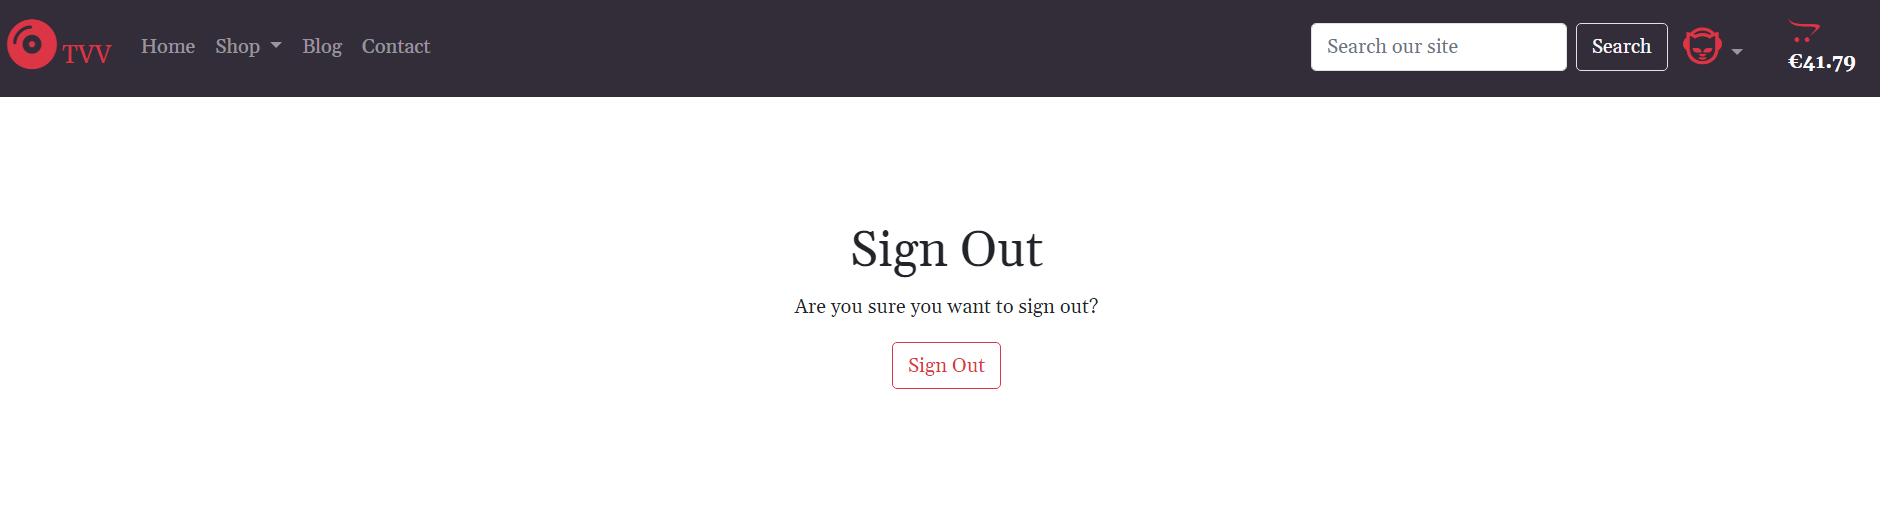 TVV Home Shop Blog Contact Search our site Search €41.79
Sign Out
Are you sure you want to sign out?
Sign Out